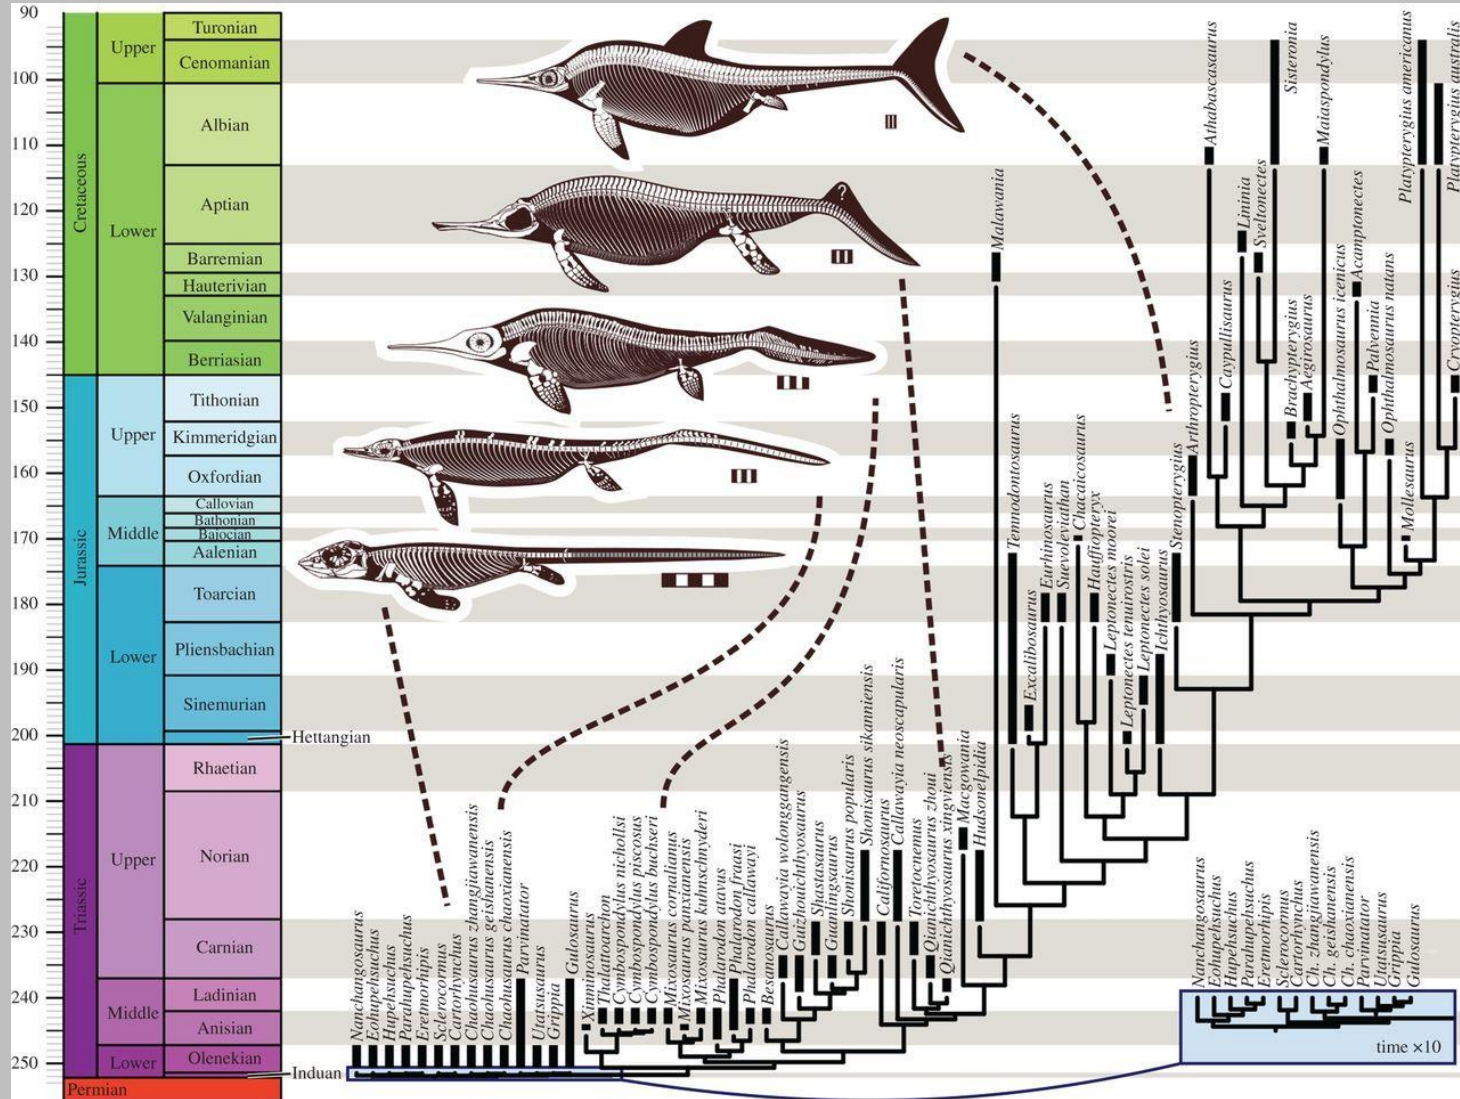 90
100
110
120
130
140
150
160
170
180
190
200
210
220
230
240
250
Cretaceous
Jurassic
Triassic
Permian
Upper
Lower
Upper
Middle
Lower
Upper
Middle
Lower
Turonian
Cenomanian
Albian
Aptian
Barremian
Hauterivian
Valanginian
Berriasian
Tithonian
Kimmeridgian
Oxfordian
Callovian
Bathonian
Bajocian
Aalenian
Toarcian
Pliensbachian
Sinemurian
Hettangian
Rhaetian
Norian
Carnian
Ladinian
Anisian
Olenekian
Induan
?
Nanchangosaurus
Eohupehsuchus
Hupehsuchus
Parahupehsuchus
Eretmorhipis
Sclerocormus
Cartorhynchus
Chaohusaurus zhangjiawanensis
Chaohusaurus geishanensis
Chaohusaurus chaoxianensis
Parvinatator
Utatsusaurus
Grippia
Gulosaurus
Xinminosaurus
Thalattoarchon
Cymbospondylus nichollsi
Cymbospondylus piscosus
Cymbospondylus buchseri
Mixosaurus cornalianus
Mixosaurus panxianensis
Mixosaurus kuhnschnyderi
Phalarodon atavus
Phalarodon fraasi
Phalarodon callawayi
Besanosaurus
Callawayia wolonggangensis
Guizhouichthyosaurus
Shastasaurus
Guanlingsaurus
Shonisaurus popularis
Shonisaurus sikanniensis
Californosaurus
Callawayia neoscapularis
Toretocnemus
Qianichthyosaurus zhoui
Qianichthyosaurus xingyiensis
Macgowania
Hudsonelpidia
Malawania
Temnodontosaurus
Excalibosaurus
Eurhinosaurus
Suevoleviathan
Chacaicosaurus
Hauffiopteryx
Leptonectes moorei
Leptonectes tenuirostris
Leptonectes solei
Ichthyosaurus
Stenopterygius
Arthropterygius
Athabascasaurus
Caypullisaurus
Lininia
Sveltonectes
Sisteronia
Brachypterygius
Aegirosaurus
Maiaspondylus
Ophthalmosaurus icenicus
Acamptonectes
Palvennia
Ophthalmosaurus natans
Mollesaurus
Platypterygius americanus
Platypterygius australis
Cryopterygius
Nanchangosaurus
Eohupehsuchus
Hupehsuchus
Parahupehsuchus
Eretmorhipis
Sclerocormus
Cartorhynchus
Ch. zhangjiawanensis
Ch. geishanensis
Ch. chaoxianensis
Parvinatator
Utatsusaurus
Grippia
Gulosaurus
time ×10